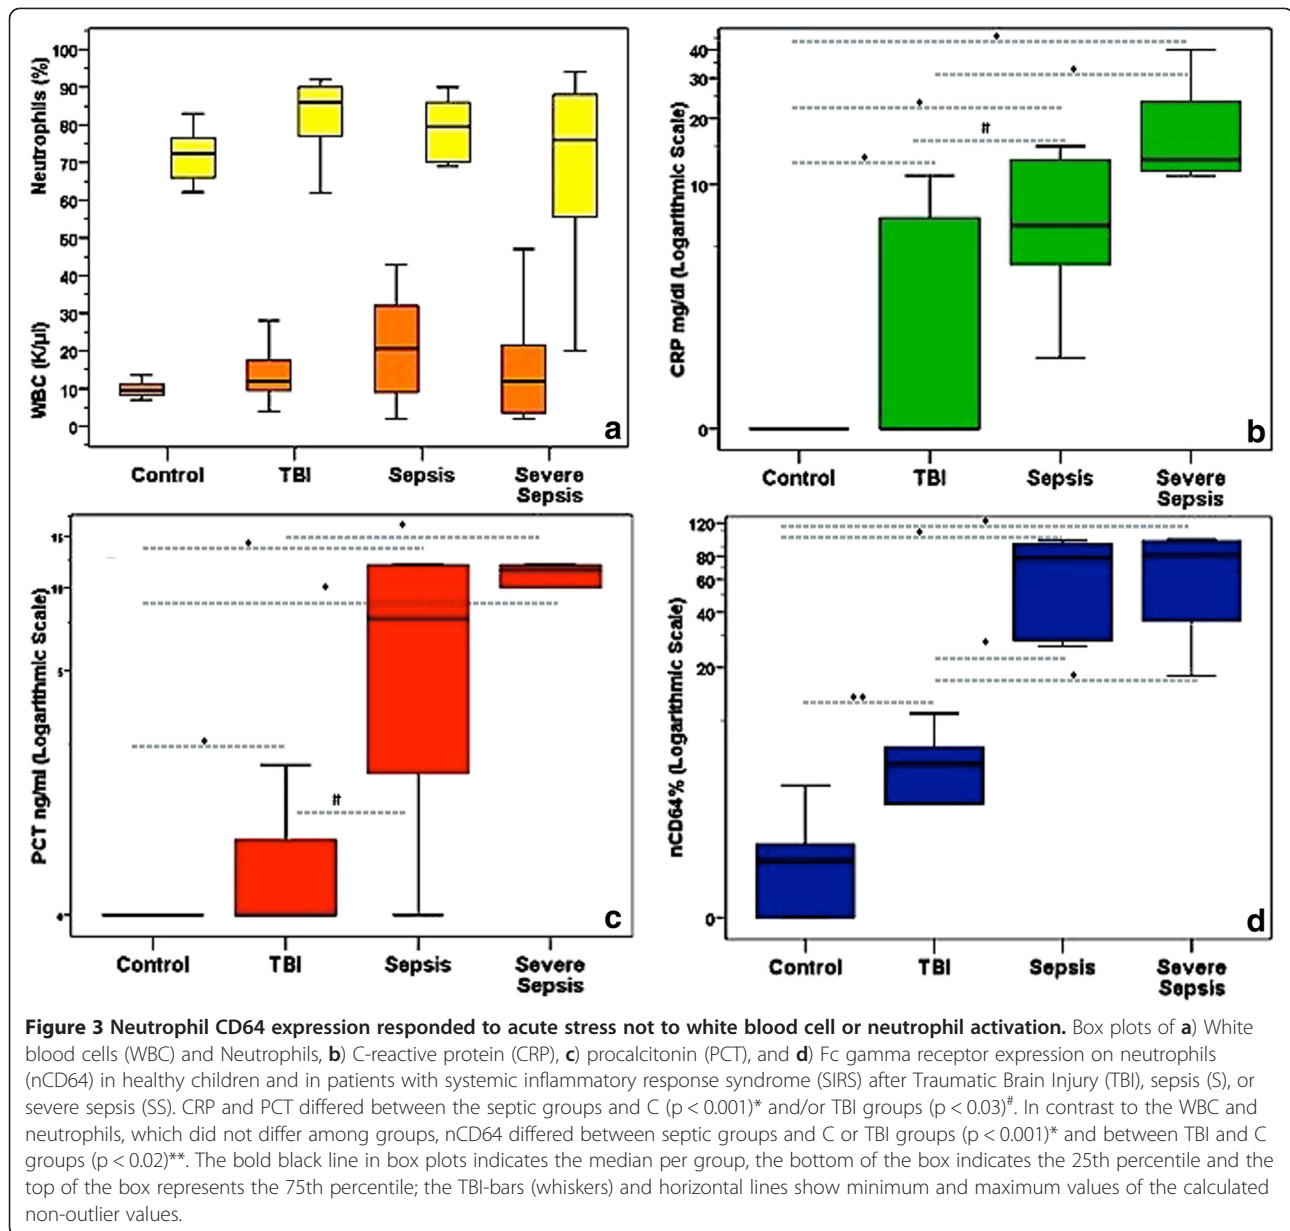 100
90
80
70
60
50
40
30
20
10
0
Neutrophils (%)
WBC (K/µl)
Control
TBI
Sepsis
Severe
Sepsis
a
40
30
20
10
0
CRP mg/dl (Logarithmic Scale)
*
*
*
#
*
Control
TBI
Sepsis
Severe
Sepsis
b
15
10
5
0
PCT ng/ml (Logarithmic Scale)
*
*
*
*
#
Control
TBI
Sepsis
Severe
Sepsis
c
120
80
60
40
20
0
nCD64% (Logarithmic Scale)
*
*
*
*
**
Control
TBI
Sepsis
Severe
Sepsis
d
Figure 3 Neutrophil CD64 expression responded to acute stress not to white blood cell or neutrophil activation. Box plots of a) White
blood cells (WBC) and Neutrophils, b) C-reactive protein (CRP), c) procalcitonin (PCT), and d) Fc gamma receptor expression on neutrophils
(nCD64) in healthy children and in patients with systemic inflammatory response syndrome (SIRS) after Traumatic Brain Injury (TBI), sepsis (S), or
severe sepsis (SS). CRP and PCT differed between the septic groups and C (p < 0.001)* and/or TBI groups (p < 0.03)#. In contrast to the WBC and
neutrophils, which did not differ among groups, nCD64 differed between septic groups and C or TBI groups (p < 0.001)* and between TBI and C
groups (p < 0.02)**. The bold black line in box plots indicates the median per group, the bottom of the box indicates the 25th percentile and the
top of the box represents the 75th percentile; the TBI-bars (whiskers) and horizontal lines show minimum and maximum values of the calculated
non-outlier values.